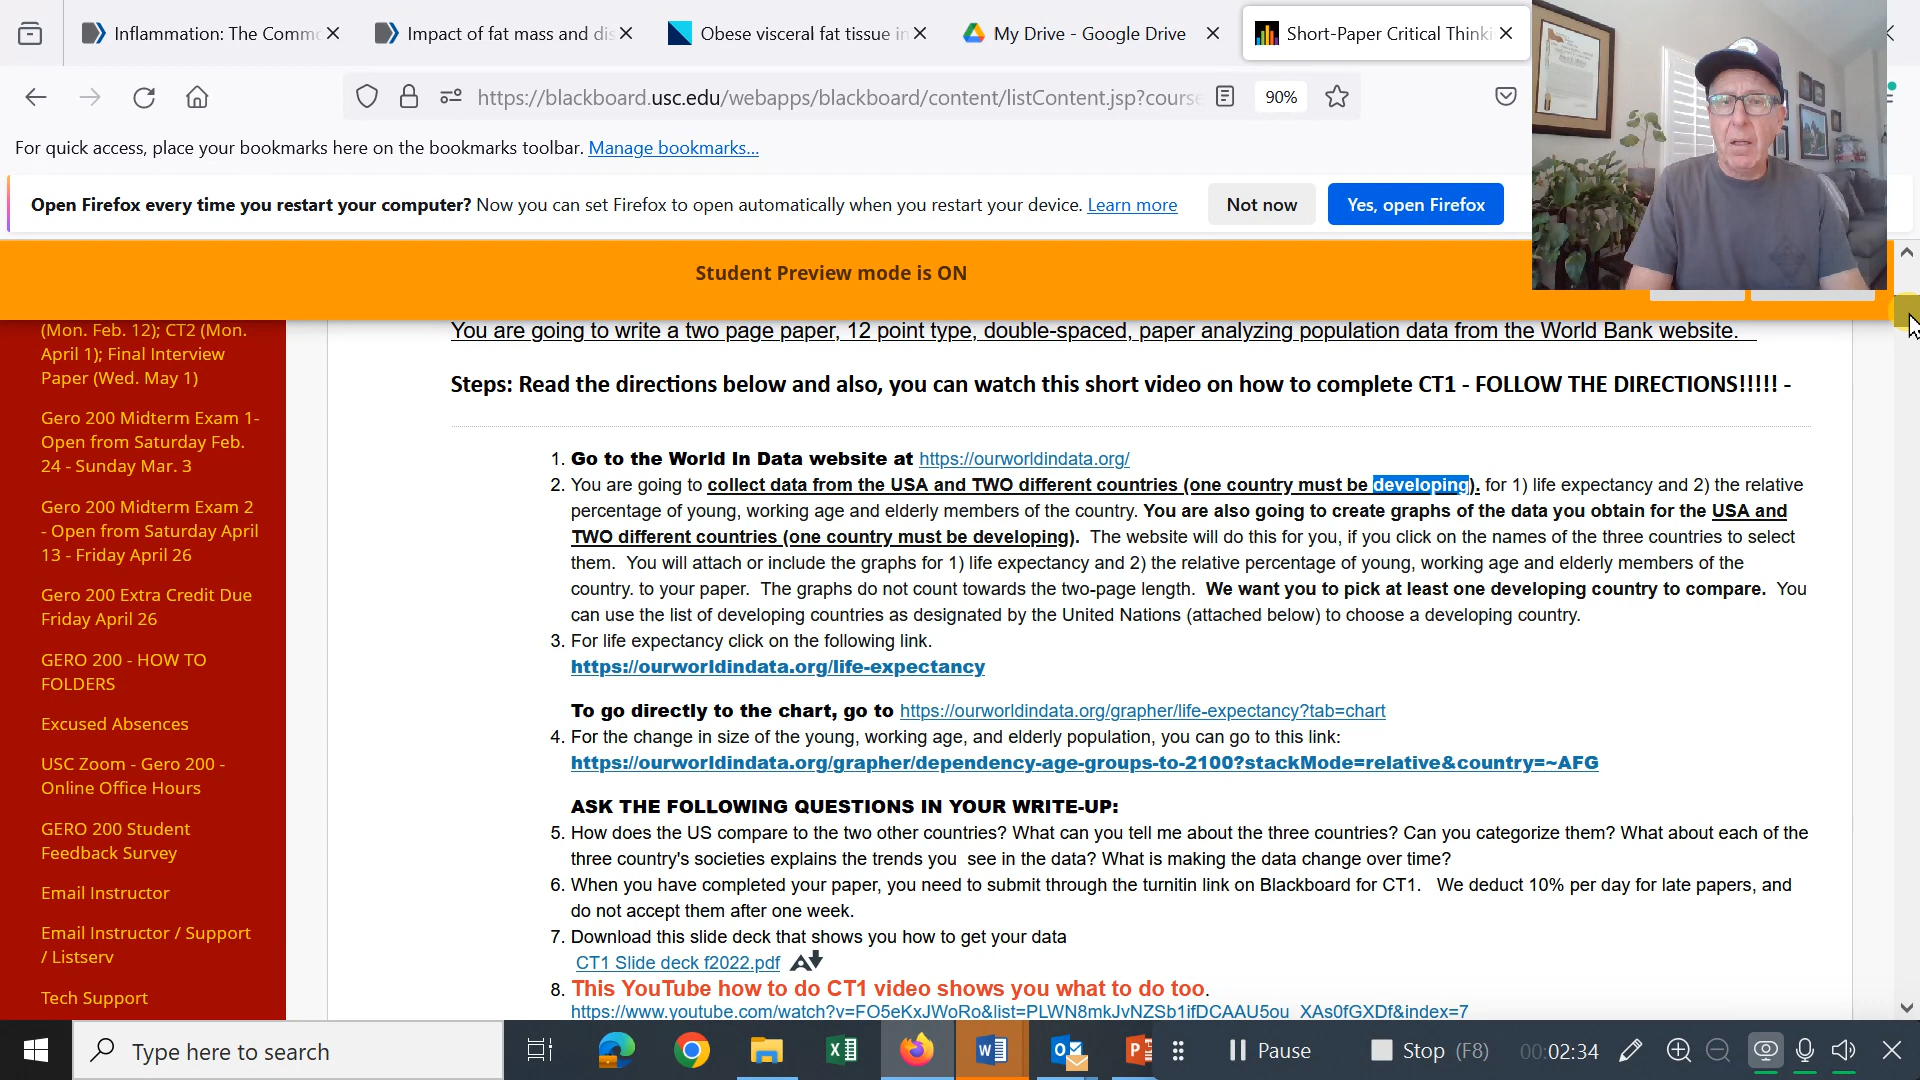 Inflammation: The Commo
Impact of fat mass and dis
Obese visceral fat tissue in
My Drive - Google Drive
Short-Paper Critical Thinki
https://blackboard.usc.edu/webapps/blackboard/content/listContent.jsp?course
90%
For quick access, place your bookmarks here on the bookmarks toolbar. Manage bookmarks...
Open Firefox every time you restart your computer? Now you can set Firefox to open automatically when you restart your device. Learn more
Not now
Yes, open Firefox
Student Preview mode is ON
(Mon. Feb. 12); CT2 (Mon.
April 1); Final Interview
Paper (Wed. May 1)
Gero 200 Midterm Exam 1-
Open from Saturday Feb.
24 - Sunday Mar. 3
Gero 200 Midterm Exam 2
- Open from Saturday April
13 - Friday April 26
Gero 200 Extra Credit Due
Friday April 26
GERO 200 - HOW TO
FOLDERS
Excused Absences
USC Zoom - Gero 200 -
Online Office Hours
GERO 200 Student
Feedback Survey
Email Instructor
Email Instructor / Support
/ Listserv
Tech Support
You are going to write a two page paper, 12 point type, double-spaced, paper analyzing population data from the World Bank website.
Steps: Read the directions below and also, you can watch this short video on how to complete CT1 - FOLLOW THE DIRECTIONS!!!!! -
1. Go to the World In Data website at https://ourworldindata.org/
2. You are going to collect data from the USA and TWO different countries (one country must be developing). for 1) life expectancy and 2) the relative
percentage of young, working age and elderly members of the country. You are also going to create graphs of the data you obtain for the USA and
TWO different countries (one country must be developing). The website will do this for you, if you click on the names of the three countries to select
them. You will attach or include the graphs for 1) life expectancy and 2) the relative percentage of young, working age and elderly members of the
country. to your paper. The graphs do not count towards the two-page length. We want you to pick at least one developing country to compare. You
can use the list of developing countries as designated by the United Nations (attached below) to choose a developing country.
3. For life expectancy click on the following link.
https://ourworldindata.org/life-expectancy
To go directly to the chart, go to https://ourworldindata.org/grapher/life-expectancy?tab=chart
4. For the change in size of the young, working age, and elderly population, you can go to this link:
https://ourworldindata.org/grapher/dependency-age-groups-to-2100?stackMode=relative&country=~AFG
ASK THE FOLLOWING QUESTIONS IN YOUR WRITE-UP:
5. How does the US compare to the two other countries? What can you tell me about the three countries? Can you categorize them? What about each of the
three country's societies explains the trends you see in the data? What is making the data change over time?
6. When you have completed your paper, you need to submit through the turnitin link on Blackboard for CT1. We deduct 10% per day for late papers, and
do not accept them after one week.
7. Download this slide deck that shows you how to get your data
CT1 Slide deck f2022.pdf
8. This YouTube how to do CT1 video shows you what to do too.
https://www.youtube.com/watch?v=FO5eKxJWoRo&list=PLWN8mkJvNZSb1ifDCAAU5ou_XAs0fGXDf&index=7
Type here to search
Pause
Stop (F8)
00:02:34